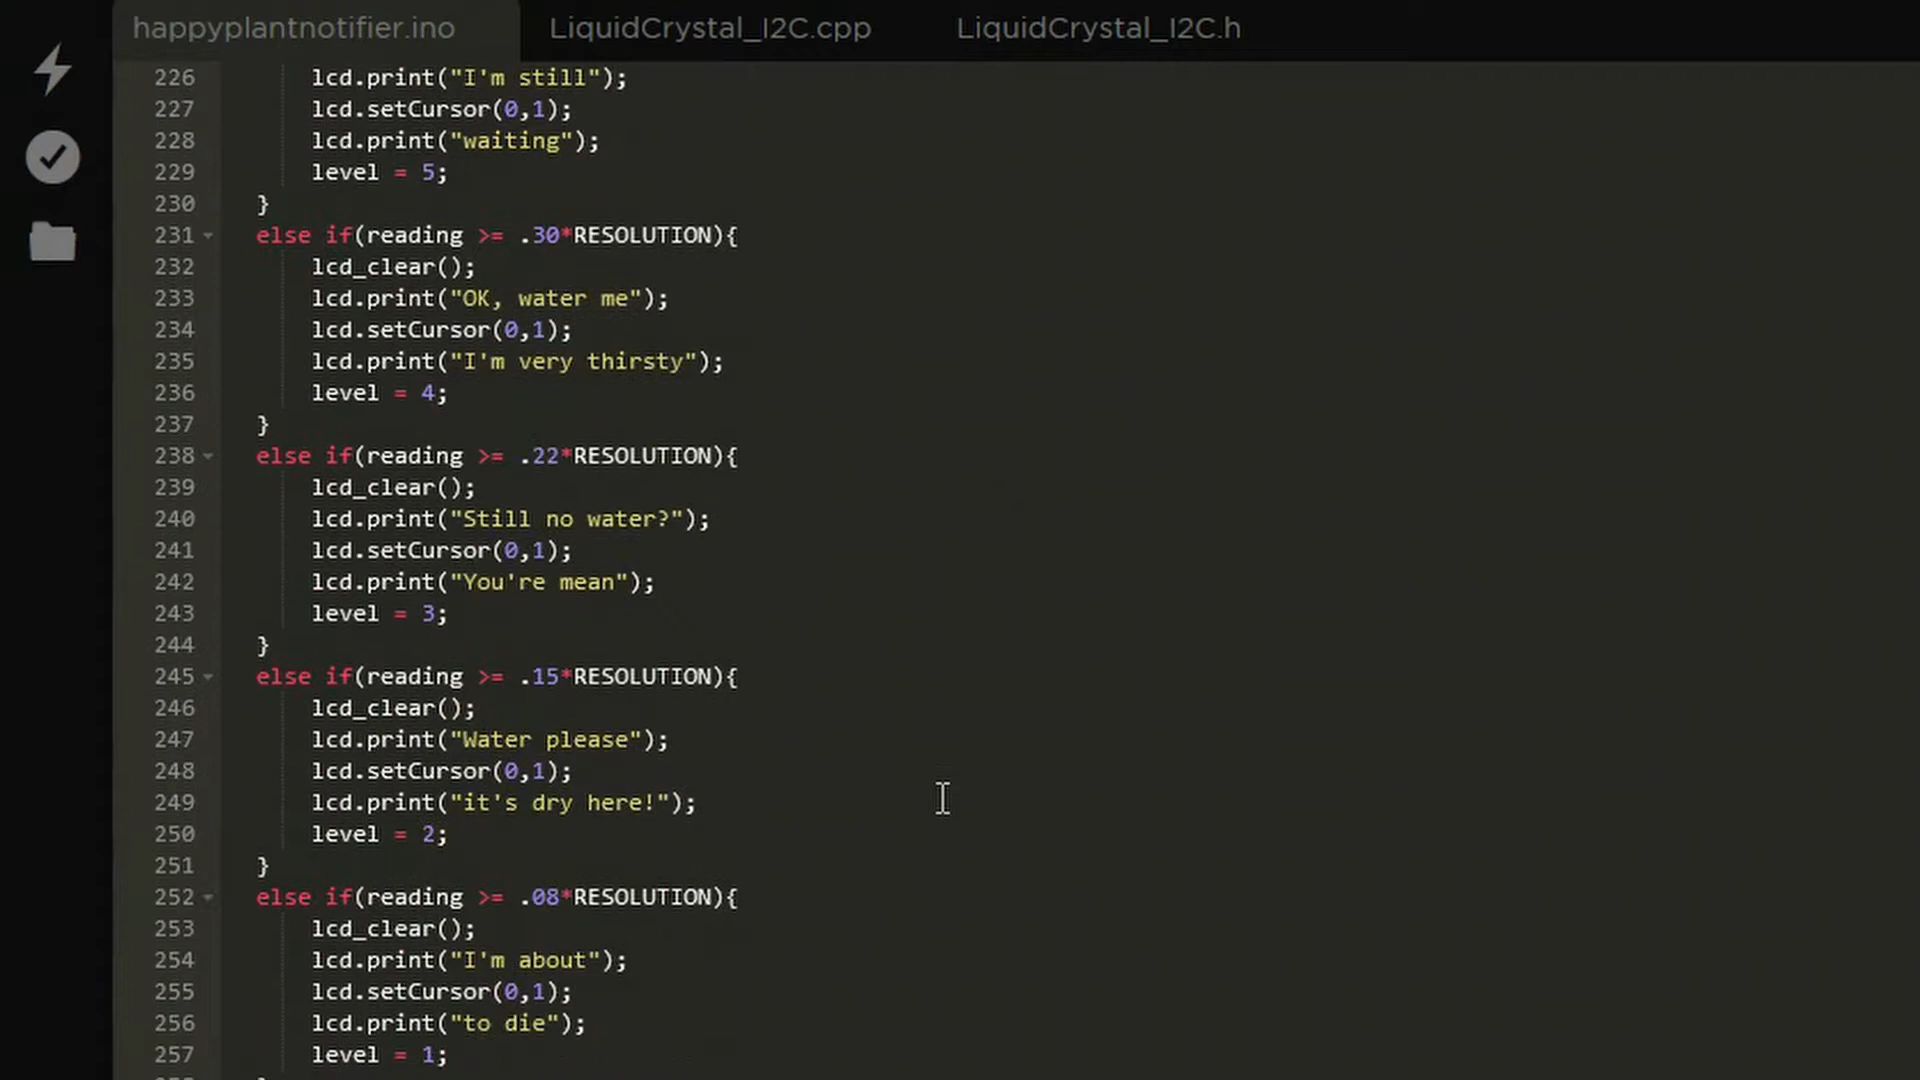 happyplantnotifier.ino LiquidCrystal_I2C.cpp LiquidCrystal_I2C.h
226 lcd.print("I'm still");
227 lcd.setCursor(0,1);
228 lcd.print("waiting");
229 level = 5;
230 }
231 else if(reading >= .30*RESOLUTION){
232 lcd_clear();
233 lcd.print("OK, water me");
234 lcd.setCursor(0,1);
235 lcd.print("I'm very thirsty");
236 level = 4;
237 }
238 else if(reading >= .22*RESOLUTION){
239 lcd_clear();
240 lcd.print("Still no water?");
241 lcd.setCursor(0,1);
242 lcd.print("You're mean");
243 level = 3;
244 }
245 else if(reading >= .15*RESOLUTION){
246 lcd_clear();
247 lcd.print("Water please");
248 lcd.setCursor(0,1);
249 lcd.print("it's dry here!");
250 level = 2;
251 }
252 else if(reading >= .08*RESOLUTION){
253 lcd_clear();
254 lcd.print("I'm about");
255 lcd.setCursor(0,1);
256 lcd.print("to die");
257 level = 1;